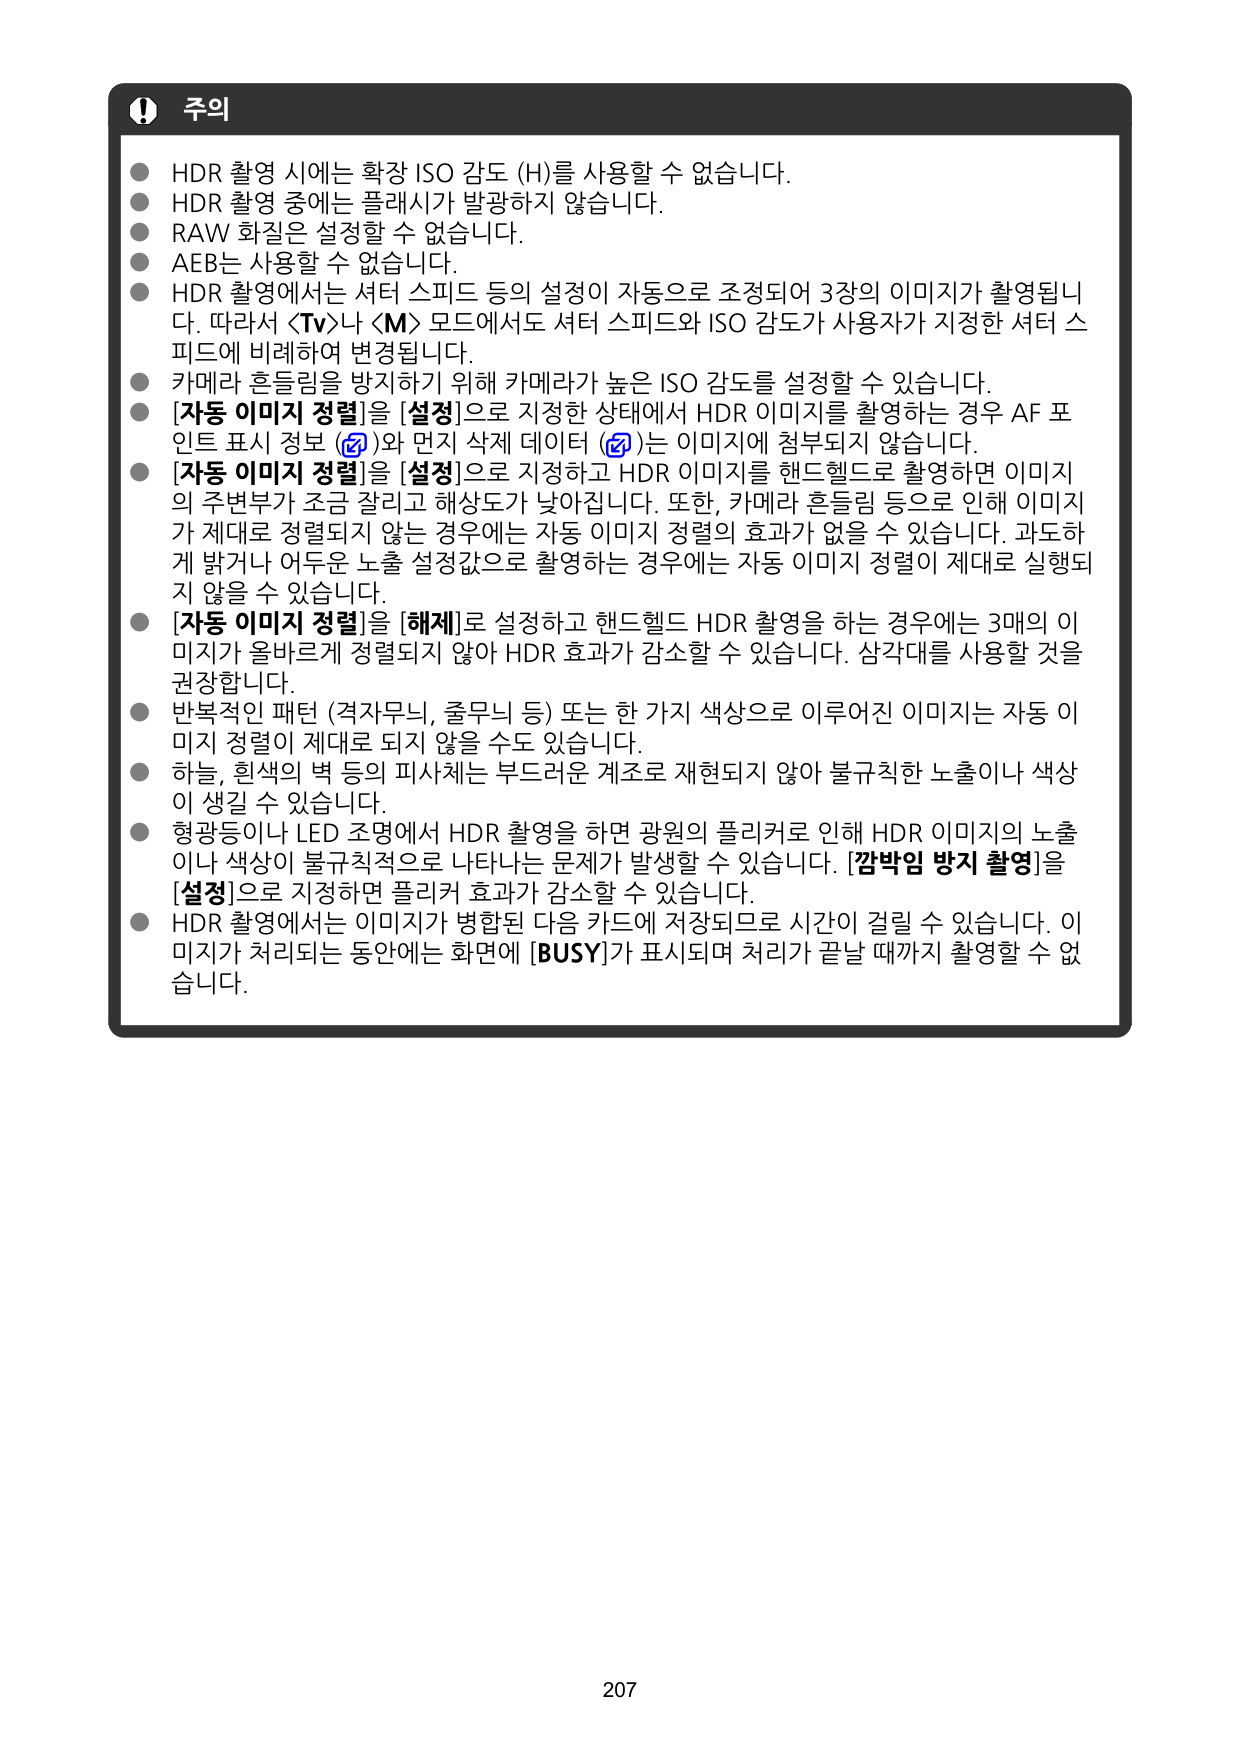 주의
● HDR 촬영 시에는 확장 ISO 감도 (H)를 사용할 수 없습니다.
● HDR 촬영 중에는 플래시가 발광하지 않습니다.
● RAW 화질은 설정할 수 없습니다.
● AEB는 사용할 수 없습니다.
● HDR 촬영에서는 셔터 스피드 등의 설정이 자동으로 조정되어 3장의 이미지가 촬영됩니
다. 따라서 <Tv>나 <M> 모드에서도 셔터 스피드와 ISO 감도가 사용자가 지정한 셔터 스
피드에 비례하여 변경됩니다.
● 카메라 흔들림을 방지하기 위해 카메라가 높은 ISO 감도를 설정할 수 있습니다.
● [자동 이미지 정렬]을 [설정]으로 지정한 상태에서 HDR 이미지를 촬영하는 경우 AF 포
인트 표시 정보 ( )와 먼지 삭제 데이터 ( )는 이미지에 첨부되지 않습니다.
● [자동 이미지 정렬]을 [설정]으로 지정하고 HDR 이미지를 핸드헬드로 촬영하면 이미지
의 주변부가 조금 잘리고 해상도가 낮아집니다. 또한, 카메라 흔들림 등으로 인해 이미지
가 제대로 정렬되지 않는 경우에는 자동 이미지 정렬의 효과가 없을 수 있습니다. 과도하
게 밝거나 어두운 노출 설정값으로 촬영하는 경우에는 자동 이미지 정렬이 제대로 실행되
지 않을 수 있습니다.
● [자동 이미지 정렬]을 [해제]로 설정하고 핸드헬드 HDR 촬영을 하는 경우에는 3매의 이
미지가 올바르게 정렬되지 않아 HDR 효과가 감소할 수 있습니다. 삼각대를 사용할 것을
권장합니다.
● 반복적인 패턴 (격자무늬, 줄무늬 등) 또는 한 가지 색상으로 이루어진 이미지는 자동 이
미지 정렬이 제대로 되지 않을 수도 있습니다.
● 하늘, 흰색의 벽 등의 피사체는 부드러운 계조로 재현되지 않아 불규칙한 노출이나 색상
이 생길 수 있습니다.
● 형광등이나 LED 조명에서 HDR 촬영을 하면 광원의 플리커로 인해 HDR 이미지의 노출
이나 색상이 불규칙적으로 나타나는 문제가 발생할 수 있습니다. [깜박임 방지 촬영]을
[설정]으로 지정하면 플리커 효과가 감소할 수 있습니다.
● HDR 촬영에서는 이미지가 병합된 다음 카드에 저장되므로 시간이 걸릴 수 있습니다. 이
미지가 처리되는 동안에는 화면에 [BUSY]가 표시되며 처리가 끝날 때까지 촬영할 수 없
습니다.
207